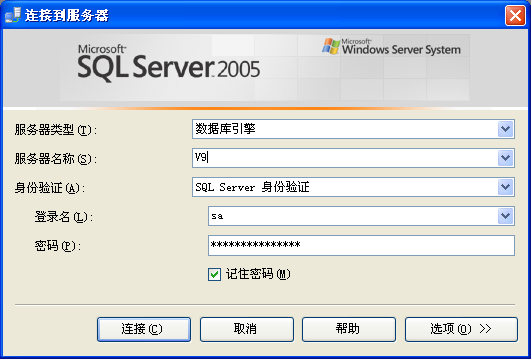 连接到服务器
Microsoft®
SQL Server 2005
Microsoft®
Windows Server System
服务器类型(T):
数据库引擎
服务器名称(S):
V9
身份验证(A):
SQL Server 身份验证
登录名(L):
sa
密码(P):
***************
记住密码(M)
连接(C) 取消 帮助 选项(O) >>